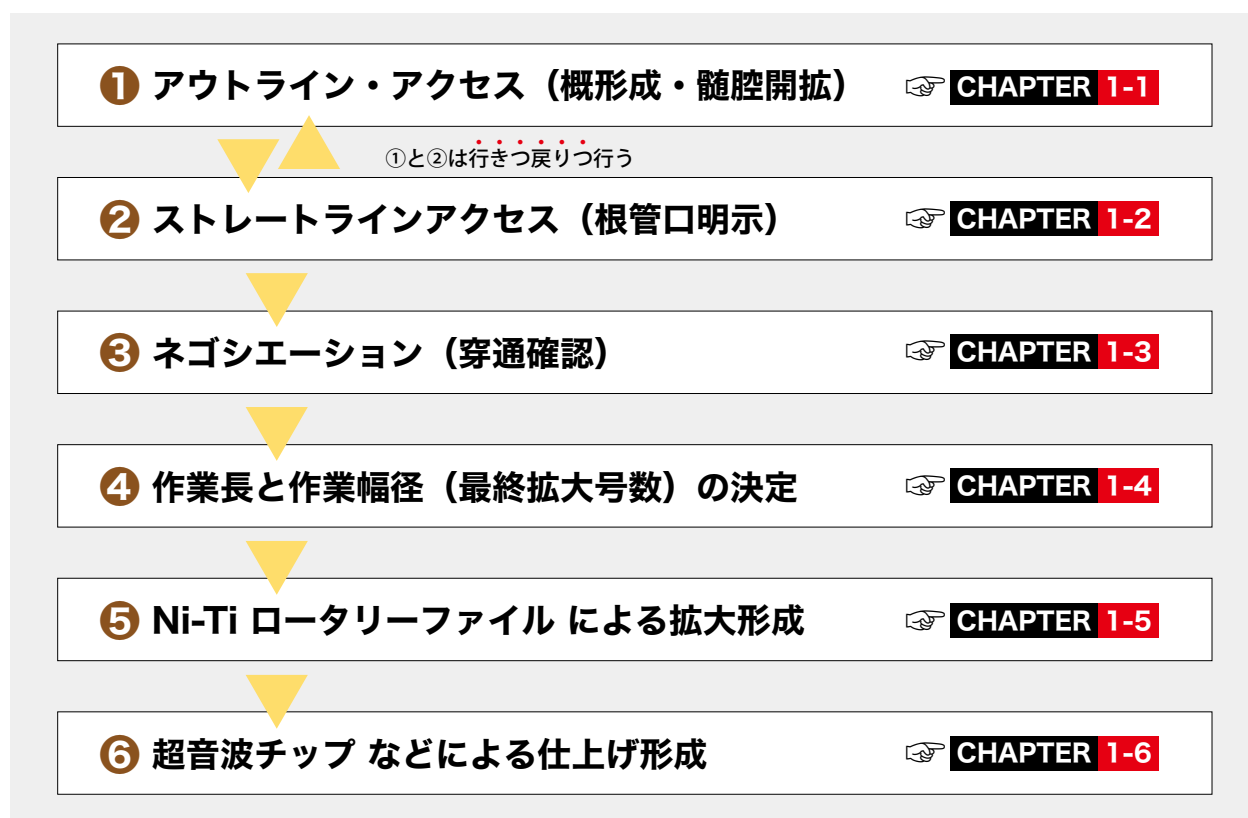 ❶ アウトライン・アクセス（概形成・髄腔開拡） ☞ CHAPTER 1-1
①と②は行きつ戻りつ行う
❷ ストレートラインアクセス（根管口明示） ☞ CHAPTER 1-2
❸ ネゴシエーション（穿通確認） ☞ CHAPTER 1-3
❹ 作業長と作業幅径（最終拡大号数）の決定 ☞ CHAPTER 1-4
❺ Ni-Ti ロータリーファイル による拡大形成 ☞ CHAPTER 1-5
❻ 超音波チップ などによる仕上げ形成 ☞ CHAPTER 1-6